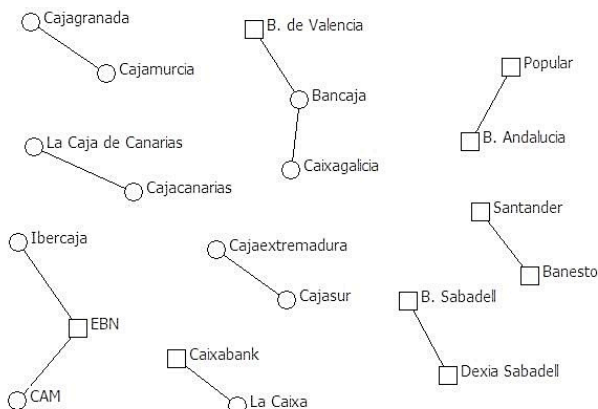 Cajagranada
B. de Valencia
Popular
Cajamurcia
Bancaja
B. Andalucia
La Caja de Canarias
Caixagalicia
Cajacanarias
Santander
Ibercaja
Cajaextremadura
Banesto
Cajasur
B. Sabadell
EBN
Caixabank
Dexia Sabadell
CAM
La Caixa